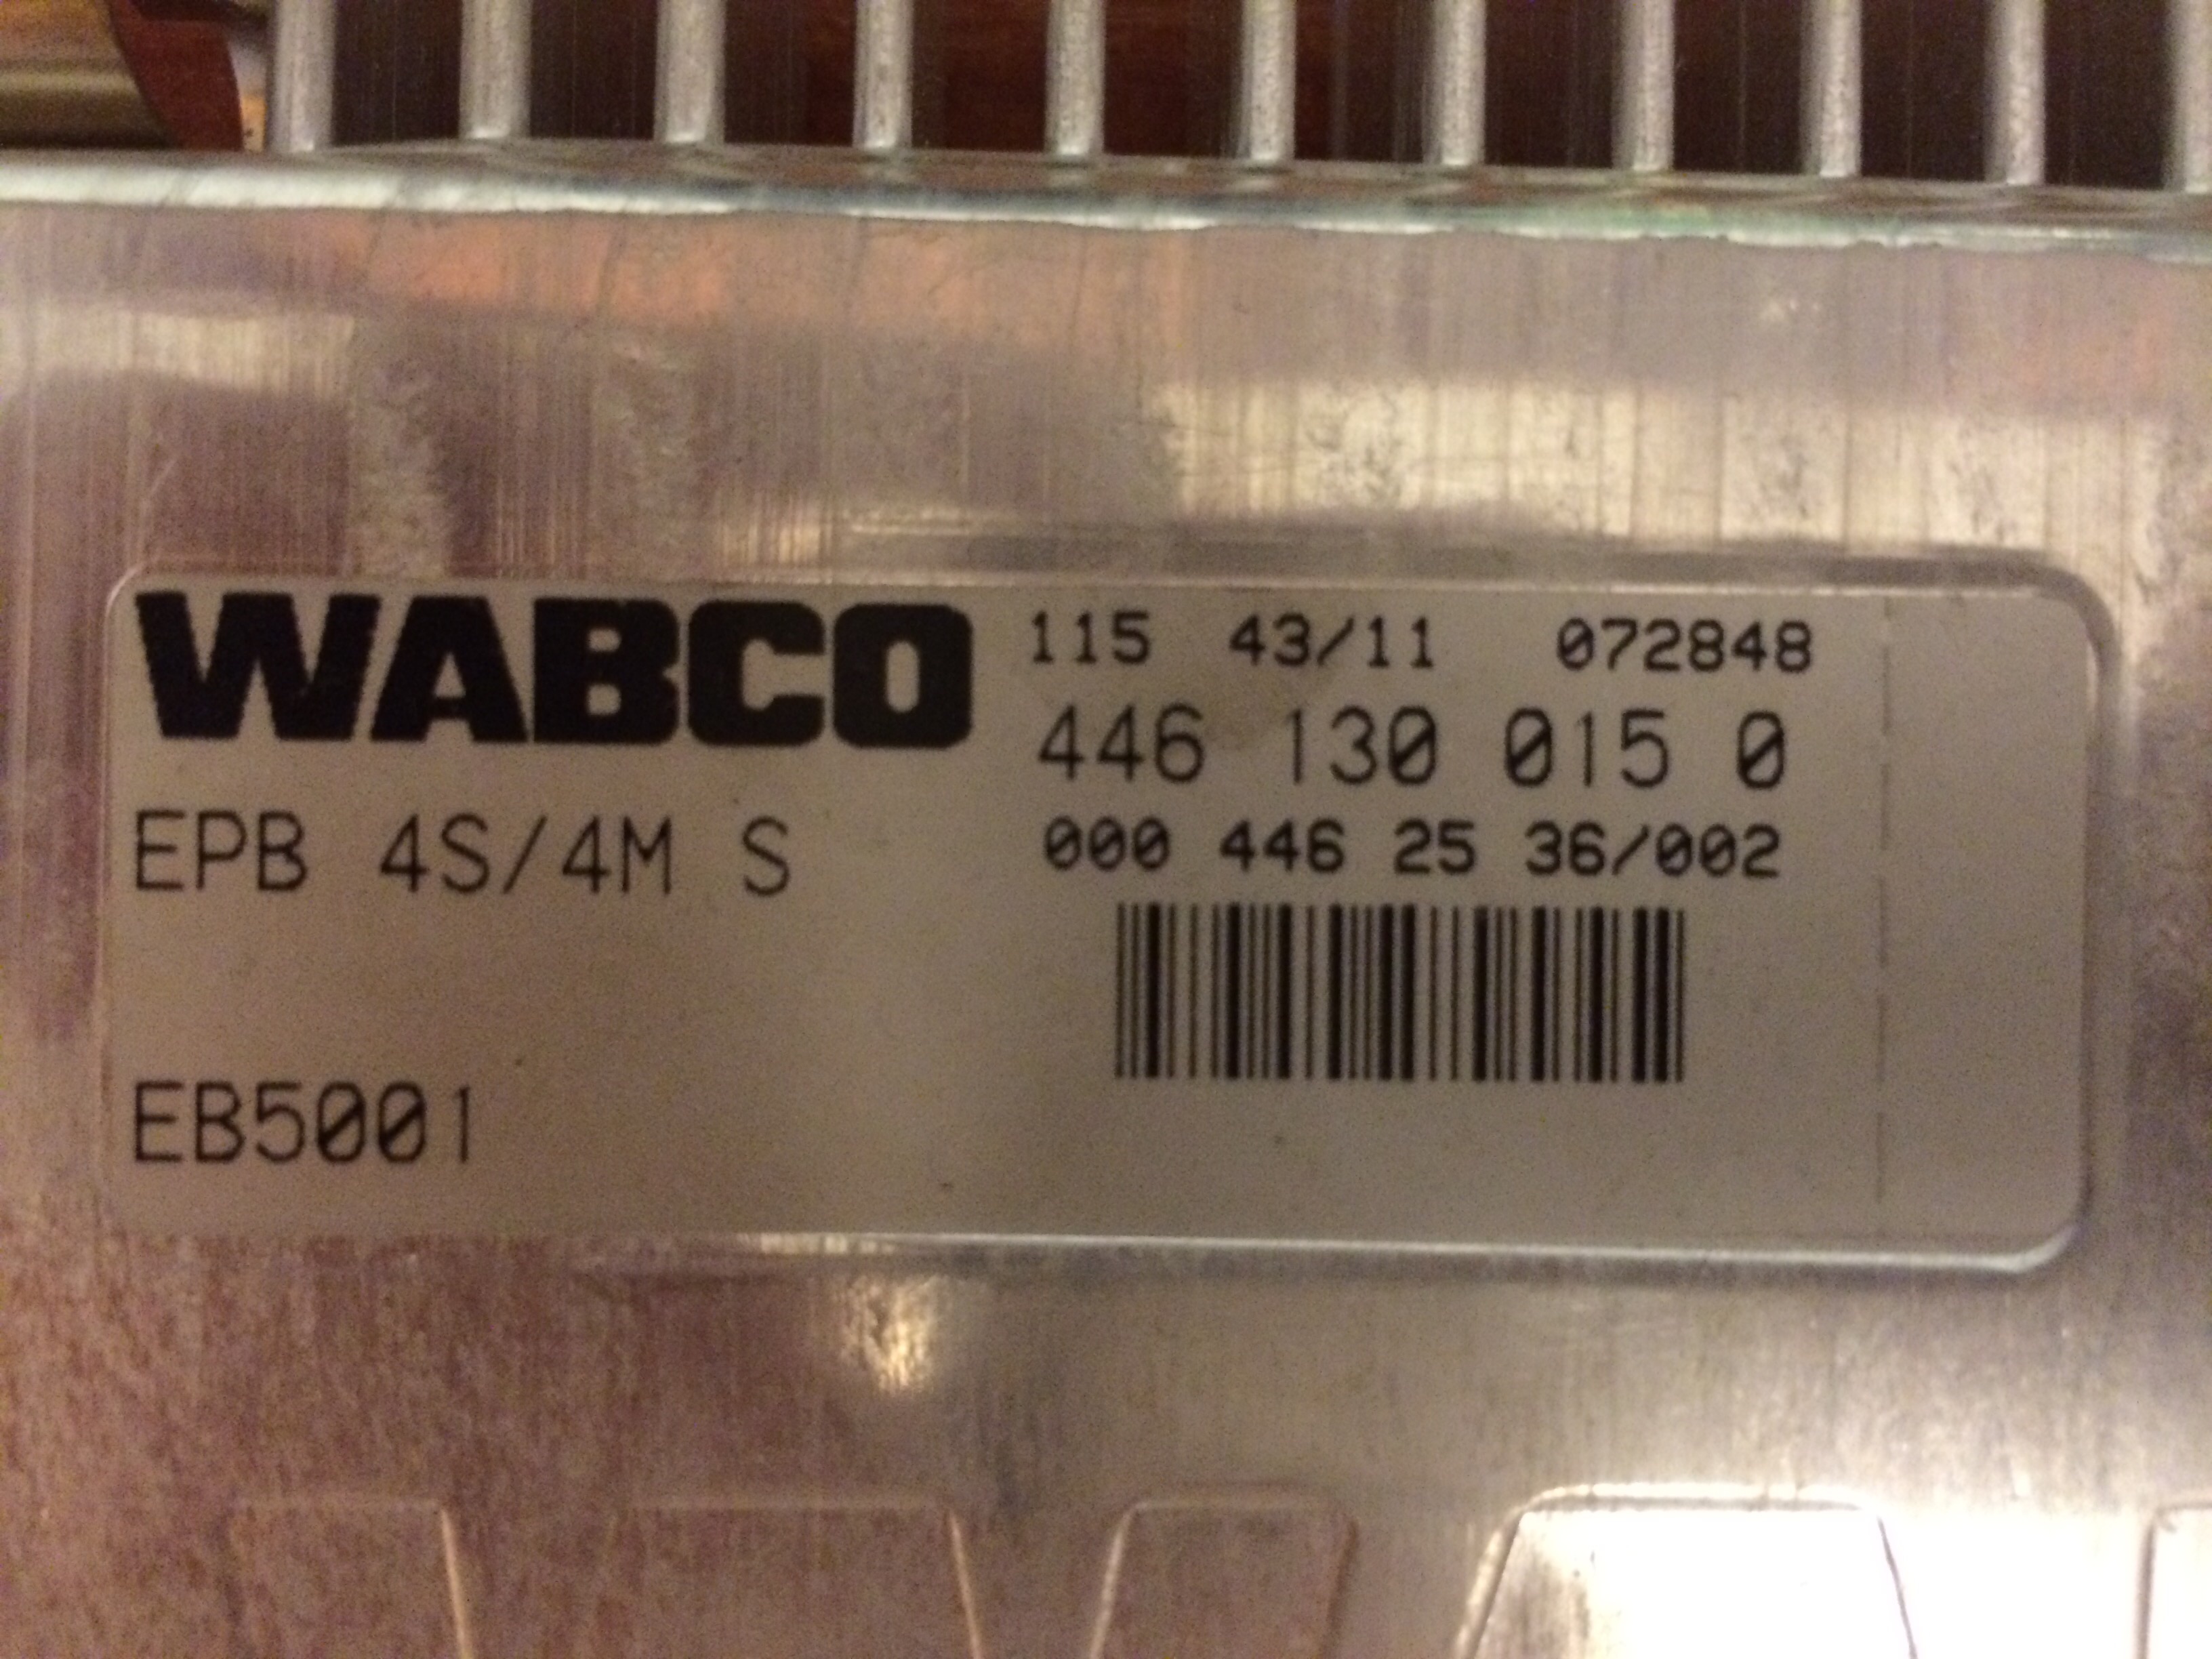 WABCO
115 43/11 072848
446 130 015 0
EPB 4S/4M S
000 446 25 36/002
EB5001